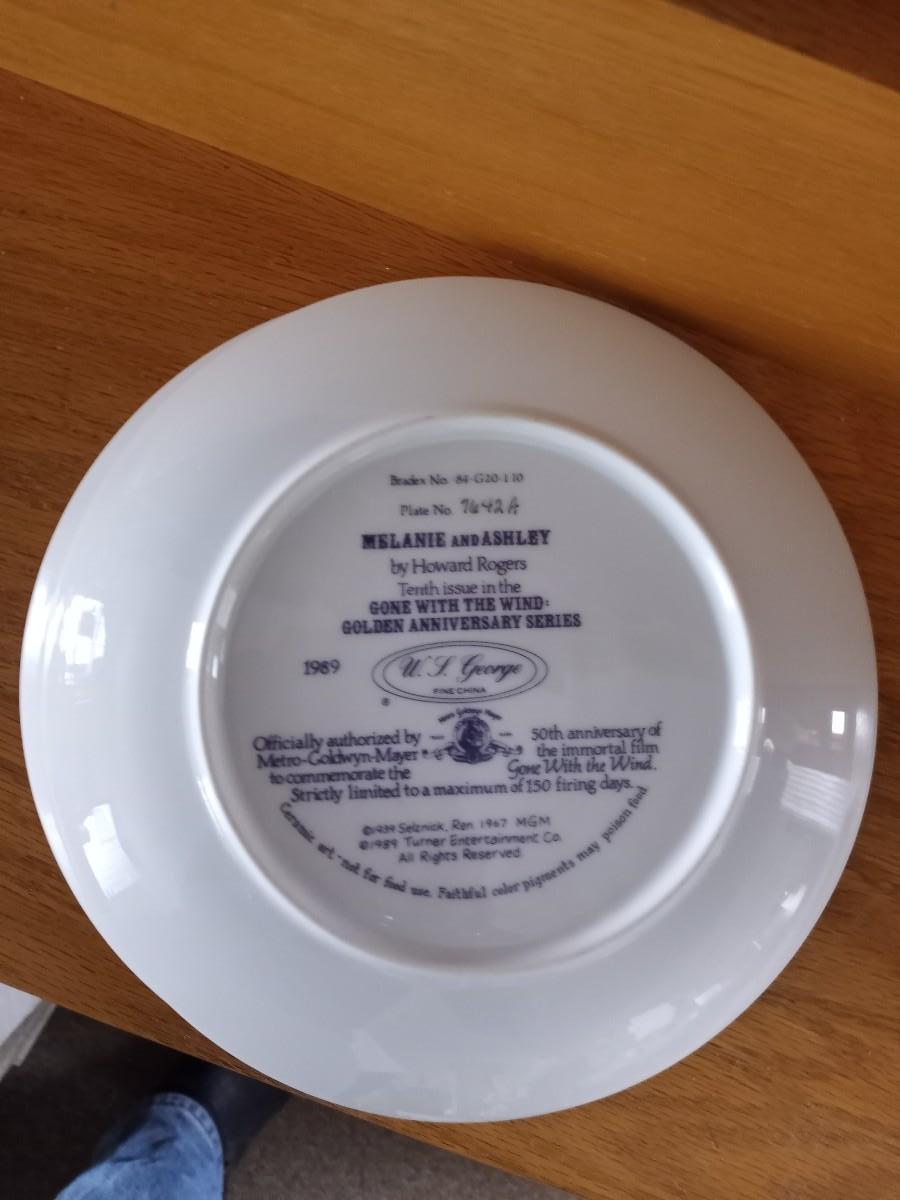 Bradex No. 84-G20-1 10
Plate No. 7642A
MELANIE AND ASHLEY
by Howard Rogers
Tenth issue in the
GONE WITH THE WIND:
GOLDEN ANNIVERSARY SERIES
1989
W. S. George
FINE CHINA
®
Officially authorized by
Metro-Goldwyn-Mayer
to commemorate the
Metro Goldwyn Mayer
50th anniversary of
the immortal film
Gone With the Wind.
Strictly limited to a maximum of 150 firing days.
©1939 Selznick, Ren. 1967 MGM
©1989 Turner Entertainment Co.
All Rights Reserved
Ceramic art-not for food use. Faithful color pigments may poison food